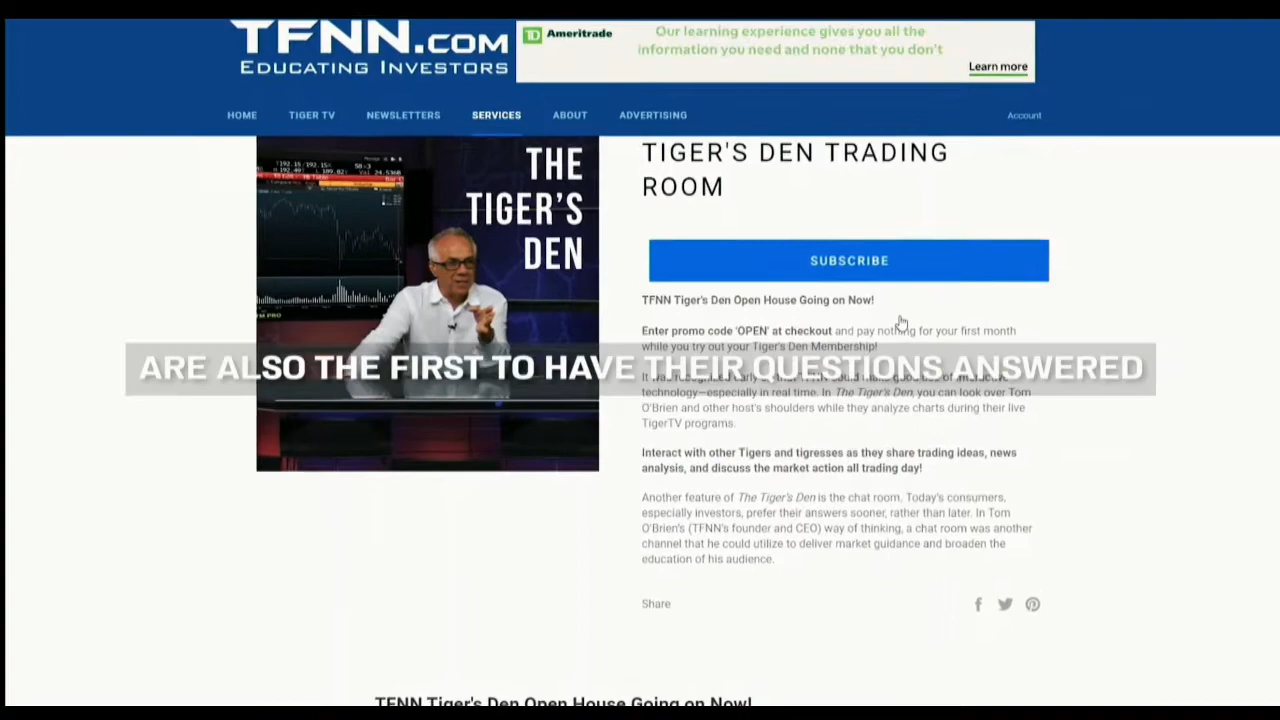 TFNN.COM
EDUCATING INVESTORS
Ameritrade
Our learning experience gives you all the
information you need and none that you don't
Learn more
HOME
TIGER TV
NEWSLETTERS
SERVICES
ABOUT
ADVERTISING
Account
THE
TIGER'S
DEN
TIGER'S DEN TRADING
ROOM
SUBSCRIBE
TFNN Tiger's Den Open House Going on Now!
Enter promo code 'OPEN' at checkout and pay nothing for your first month
while you try out your Tiger's Den Membership!
ARE ALSO THE FIRST TO HAVE THEIR QUESTIONS ANSWERED
technology—especially in real time. In The Tiger's Den, you can look over Tom
O'Brien and other host's shoulders while they analyze charts during their live
TigerTV programs.
Interact with other Tigers and tigresses as they share trading ideas, news
analysis, and discuss the market action all trading day!
Another feature of The Tiger's Den is the chat room. Today's consumers,
especially investors, prefer their answers sooner, rather than later. In Tom
O'Brien's (TFNN's founder and CEO) way of thinking, a chat room was another
channel that he could utilize to deliver market guidance and broaden the
education of his audience.
Share
TFNN Tiger's Den Open House Going on Now!